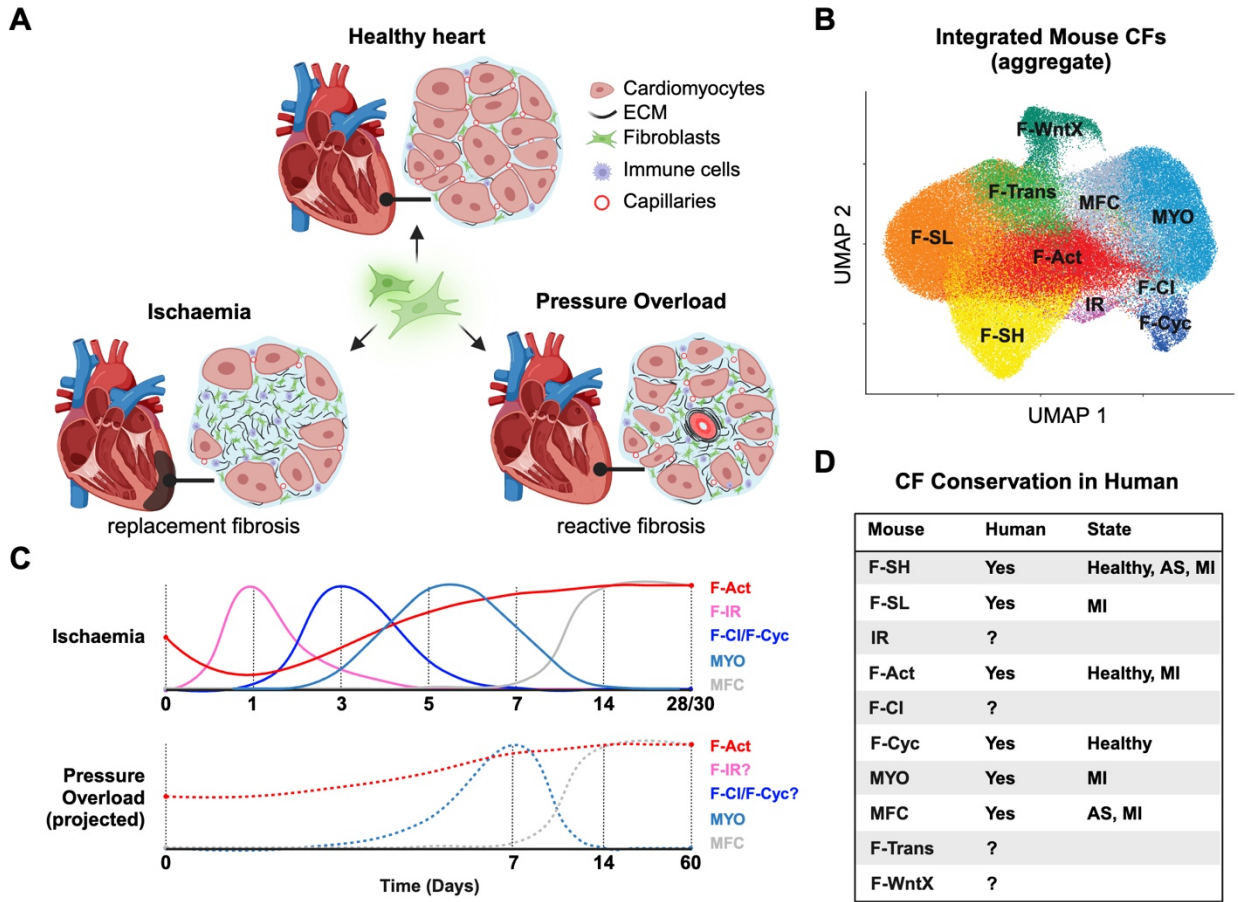 A
Healthy heart
Cardiomyocytes
ECM
Fibroblasts
Immune cells
Capillaries
Ischaemia
Pressure Overload
replacement fibrosis
reactive fibrosis
B
Integrated Mouse CFs
(aggregate)
F-WntX
F-Trans
MFC
MYO
F-SL
F-Act
F-CI
IR
F-Cyc
F-SH
UMAP 2
UMAP 1
C
Ischaemia
F-Act
F-IR
F-CI/F-Cyc
MYO
MFC
0 1 3 5 7 14 28/30
Pressure
Overload
(projected)
F-Act
F-IR?
F-CI/F-Cyc?
MYO
MFC
0 7 14 60
Time (Days)
D
CF Conservation in Human
Mouse Human State
F-SH Yes Healthy, AS, MI
F-SL Yes MI
IR ?
F-Act Yes Healthy, MI
F-CI ?
F-Cyc Yes Healthy
MYO Yes MI
MFC Yes AS, MI
F-Trans ?
F-WntX ?